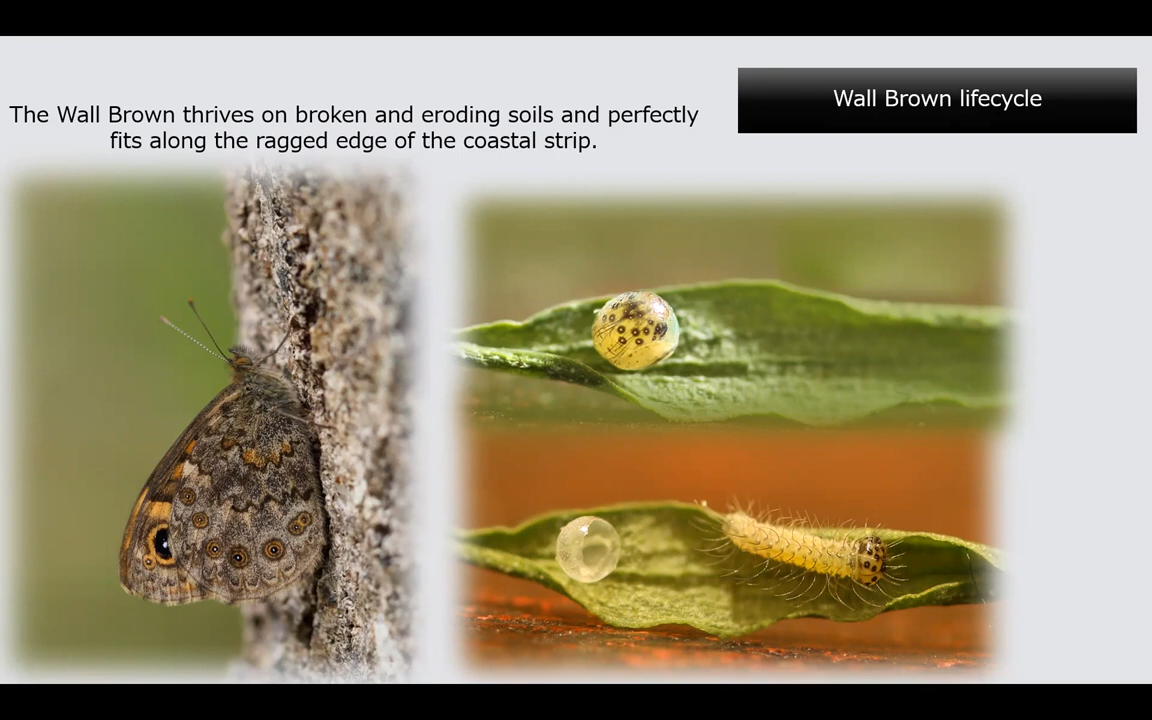 Wall Brown lifecycle
The Wall Brown thrives on broken and eroding soils and perfectly
fits along the ragged edge of the coastal strip.